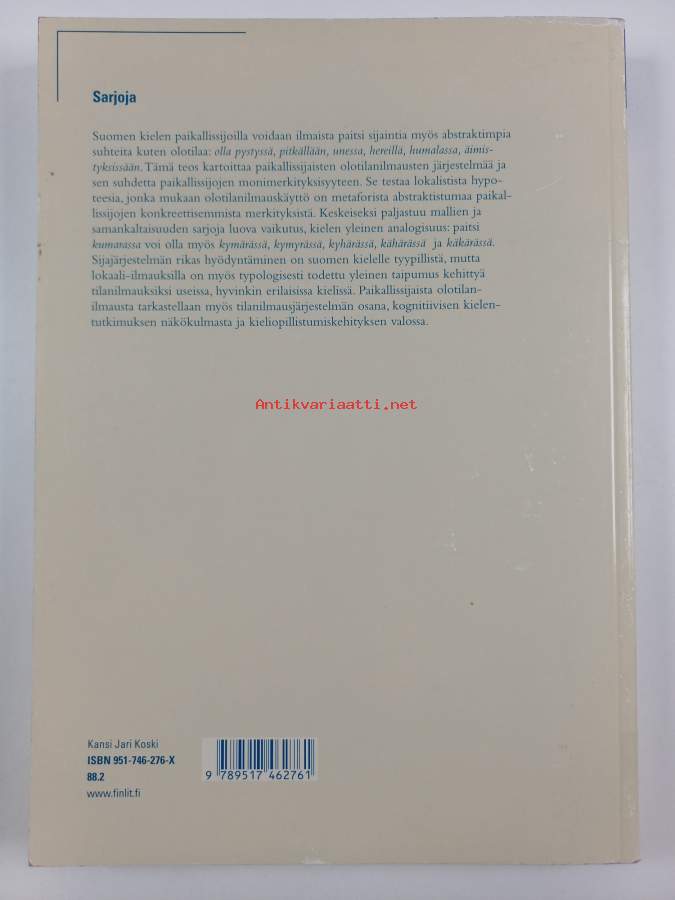 Sarjoja
Suomen kielen paikallissijoilla voidaan ilmaista paitsi sijaintia myös abstraktimpia
suhteita kuten olotilaa: olla pystyssä, pitkällään, unessa, hereillä, humalassa, äimis-
tyksissään. Tämä teos kartoittaa paikallissijaisten olotilanilmausten järjestelmää ja
sen suhdetta paikallissijojen monimerkityksisyyteen. Se testaa lokalistista hypo-
teesia, jonka mukaan olotilanilmauskäyttö on metaforista abstraktistumaa paikal-
lissijojen konkreettisemmista merkityksistä. Keskeiseksi paljastuu mallien ja
samankaltaisuuden sarjoja luova vaikutus, kielen yleinen analogisuus: paitsi
kumarassa voi olla myös kymärässä, kymyrässä, kyhärässä, kähärässä ja käkärässä.
Sijajärjestelmän rikas hyödyntäminen on suomen kielelle tyypillistä, mutta
lokaali-ilmauksilla on myös typologisesti todettu yleinen taipumus kehittyä
tilanilmauksiksi useissa, hyvinkin erilaisissa kielissä. Paikallissijaista olotilan-
ilmausta tarkastellaan myös tilanilmausjärjestelmän osana, kognitiivisen kielen-
tutkimuksen näkökulmasta ja kieliopillistumiskehityksen valossa.
Antikvariaatti.net
Kansi Jari Koski
ISBN 951-746-276-X
88.2
www.finlit.fi
9 789517 462761